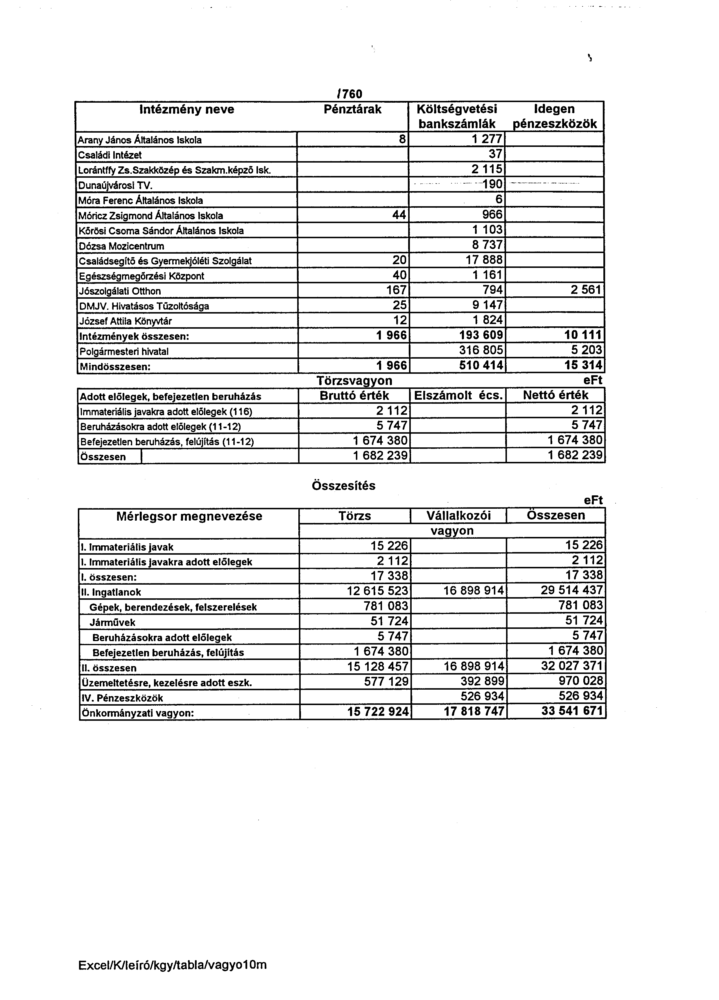 /760
Intézmény neve Pénztárak Költségvetési Idegen
bankszámlák pénzeszközök
Arany János Általános Iskola 8 1 277
Családi Intézet 37
Lorántffy Zs.Szakközép és Szakm.képző Isk. 2 115
Dunaújvárosi TV. 190
Móra Ferenc Általános Iskola 6
Móricz Zsigmond Általános Iskola 44 966
Kőrösi Csoma Sándor Általános Iskola 1 103
Dózsa Mozicentrum 8 737
Családsegítő és Gyermekjóléti Szolgálat 20 17 888
Egészségmegőrzési Központ 40 1 161
Jószolgálati Otthon 167 794 2 561
DMJV. Hivatásos Tűzoltósága 25 9 147
József Attila Könyvtár 12 1 824
Intézmények összesen: 1 966 193 609 10 111
Polgármesteri hivatal 316 805 5 203
Mindösszesen: 1 966 510 414 15 314
Törzsvagyon eFt
Adott előlegek, befejezetlen beruházás Bruttó érték Elszámolt écs. Nettó érték
Immateriális javakra adott előlegek (116) 2 112 2 112
Beruházásokra adott előlegek (11-12) 5 747 5 747
Befejezetlen beruházás, felújítás (11-12) 1 674 380 1 674 380
Összesen 1 682 239 1 682 239
Összesítés
eFt
Mérlegsor megnevezése Törzs Vállalkozói Összesen
vagyon
I. Immateriális javak 15 226 15 226
I. Immateriális javakra adott előlegek 2 112 2 112
I. összesen: 17 338 17 338
II. Ingatlanok 12 615 523 16 898 914 29 514 437
Gépek, berendezések, felszerelések 781 083 781 083
Járművek 51 724 51 724
Beruházásokra adott előlegek 5 747 5 747
Befejezetlen beruházás, felújítás 1 674 380 1 674 380
II. összesen 15 128 457 16 898 914 32 027 371
Üzemeltetésre, kezelésre adott eszk. 577 129 392 899 970 028
IV. Pénzeszközök 526 934 526 934
Önkormányzati vagyon: 15 722 924 17 818 747 33 541 671
Excel/K/leíró/kgy/tabla/vagyo10m